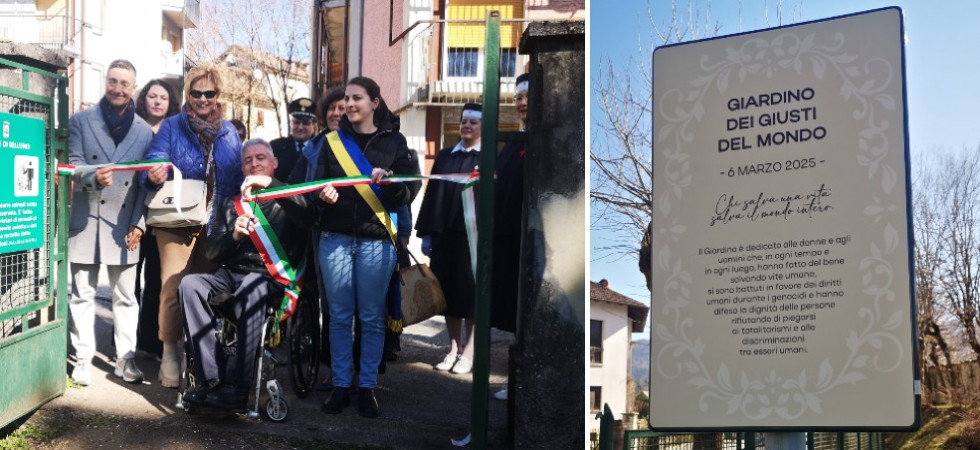 DI BELLUNO
GIARDINO
DEI GIUSTI
DEL MONDO
- 6 MARZO 2025 -
Chi salva una vita
salva il mondo intero.
Il Giardino è dedicato alle donne e agli
uomini che, in ogni tempo e
in ogni luogo, hanno fatto del bene
salvando vite umane,
si sono battuti in favore dei diritti
umani durante i genocidi e hanno
difeso la dignità delle persone
rifiutando di piegarsi
ai totalitarismi e alle
discriminazioni
tra esseri umani.